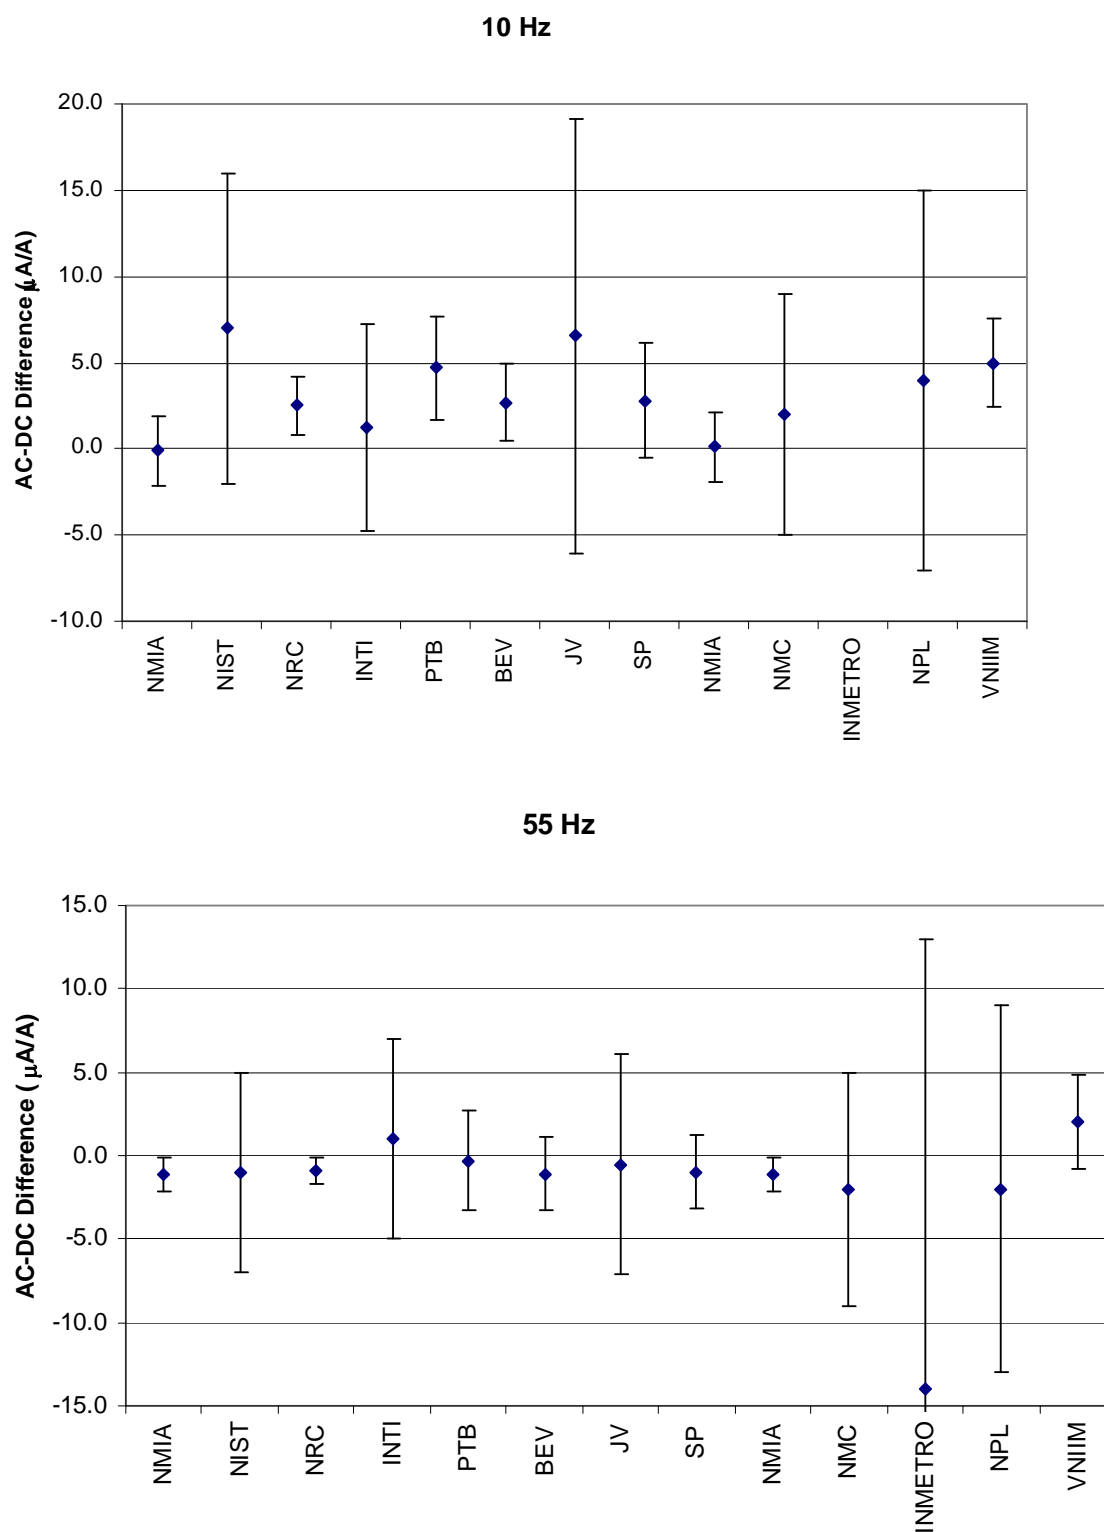 10 Hz
20.0
15.0
10.0
5.0
0.0
-5.0
-10.0
AC-DC Difference (μA/A)
NMIA
NIST
NRC
INTI
PTB
BEV
JV
SP
NMIA
NMC
INMETRO
NPL
VNIIM
55 Hz
15.0
10.0
5.0
0.0
-5.0
-10.0
-15.0
AC-DC Difference ( μA/A)
NMIA
NIST
NRC
INTI
PTB
BEV
JV
SP
NMIA
NMC
INMETRO
NPL
VNIIM